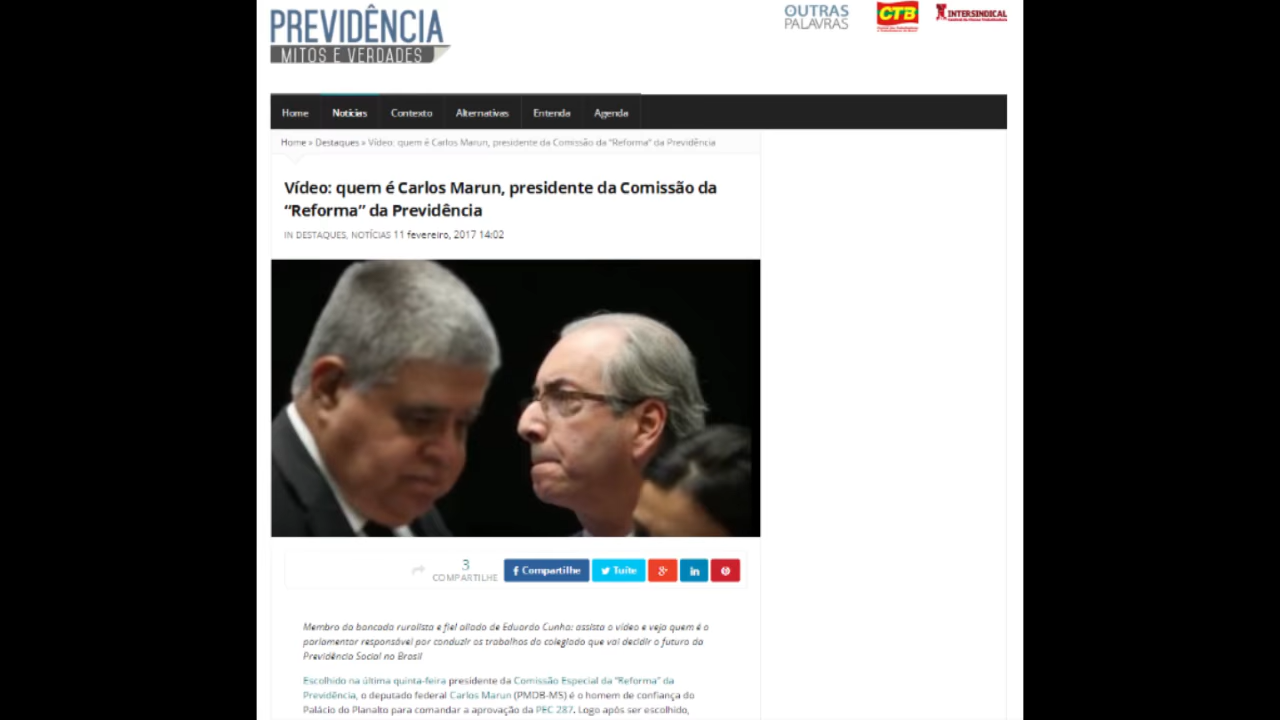 PREVIDÊNCIA
MITOS E VERDADES
OUTRAS
PALAVRAS
CTB
INTERSINDICAL
Home Notícias Contexto Alternativas Entenda Agenda
Home » Destaques » Vídeo: quem é Carlos Marun, presidente da Comissão da "Reforma" da Previdência
Vídeo: quem é Carlos Marun, presidente da Comissão da
“Reforma” da Previdência
IN DESTAQUES, NOTÍCIAS 11 fevereiro, 2017 14:02
3
COMPARTILHE
Compartilhe Tuíte
Membro da bancada ruralista e fiel aliado de Eduardo Cunha: assista o vídeo e veja quem é o
parlamentar responsável por conduzir os trabalhos do colegiado que vai decidir o futuro da
Previdência Social no Brasil
Escolhido na última quinta-feira presidente da Comissão Especial da “Reforma” da
Previdência, o deputado federal Carlos Marun (PMDB-MS) é o homem de confiança do
Palácio do Planalto para comandar a aprovação da PEC 287. Logo após ser escolhido,